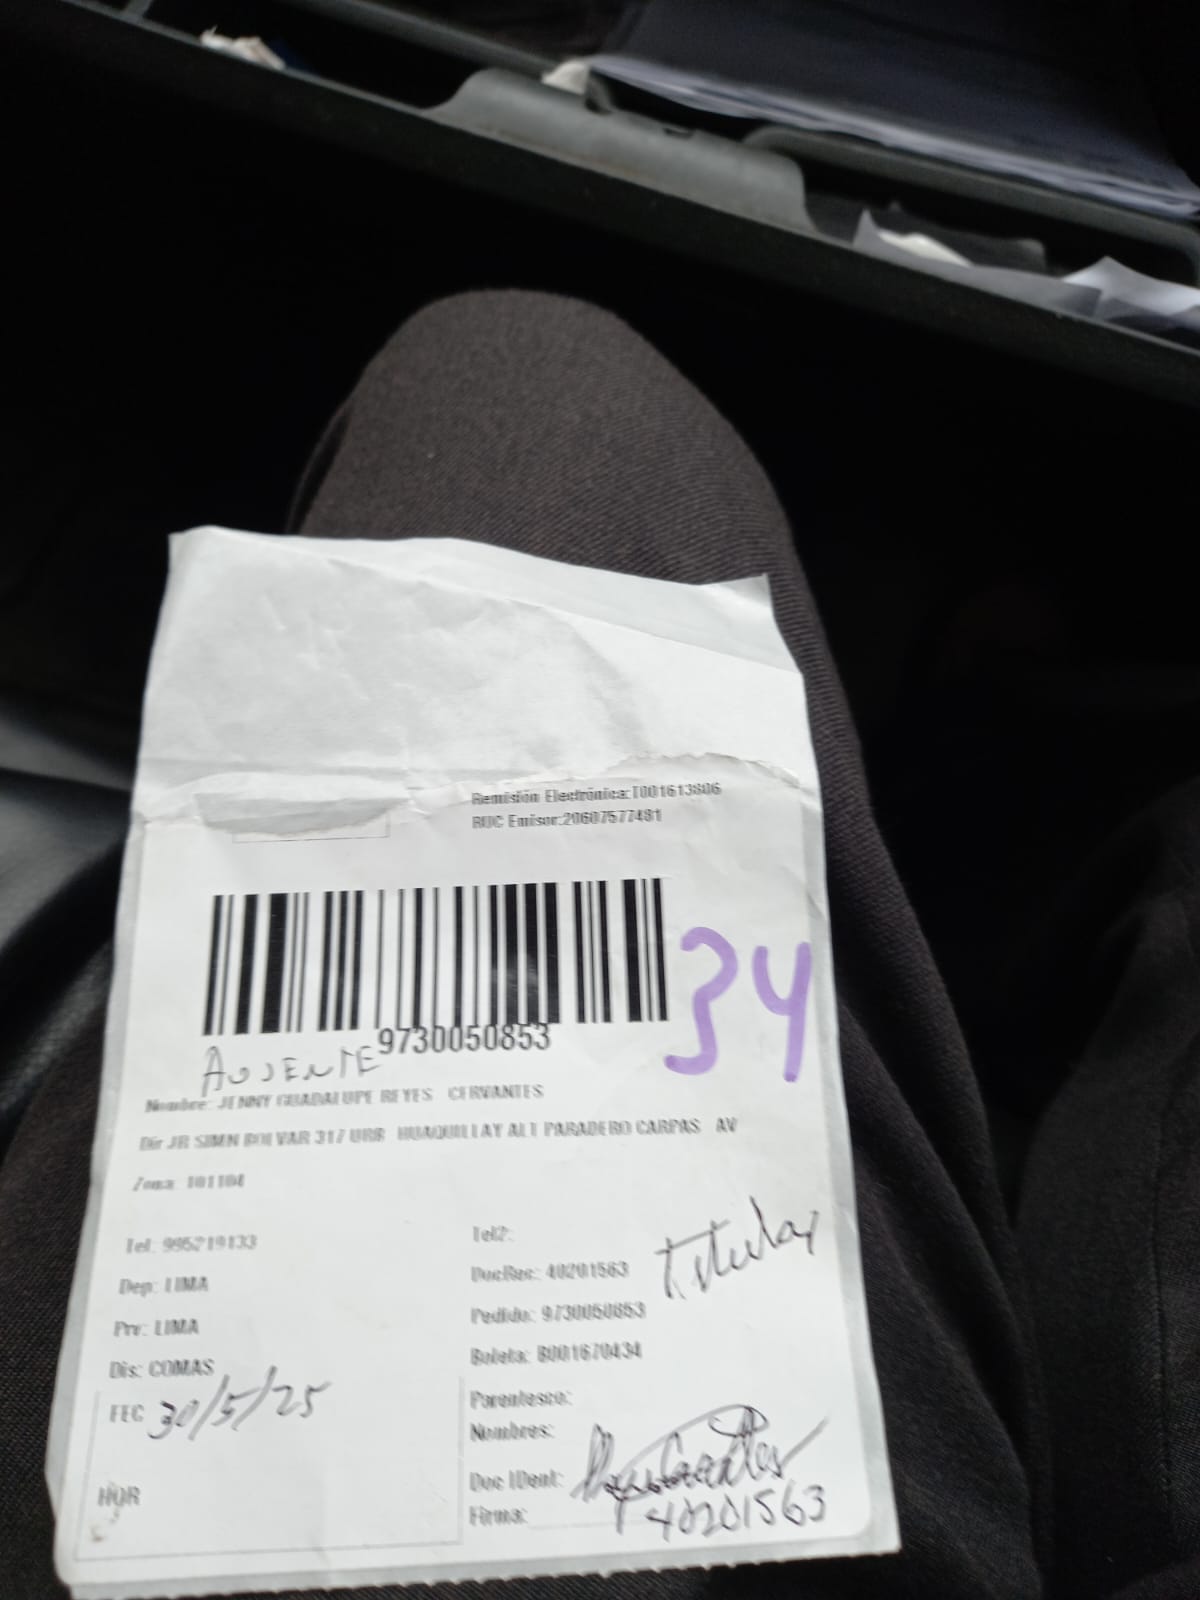 Remisión Electrónica:T001613806
RUC Emisor:20607577481
34
9730050853
AUSENTE
Nombre: JENNY GUADALUPE REYES CERVANTES
Dir JR SIMN BOLVAR 317 URB HUAQUILLAY ALT PARADERO CARPAS AV
Zona: 101104
Tel: 995219133
Tel2:
Titular
Dep: LIMA
DocRec: 40201563
Prv: LIMA
Pedido: 9730050853
Dis: COMAS
Boleta: B001670434
FEC 30/5/25
Parentesco:
Nombres:
HOR
Doc IDent:
Firma:
40201563